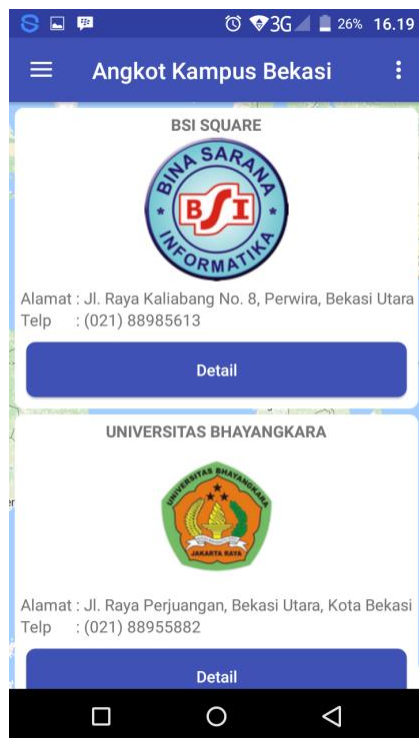 3G 26% 16.19
Angkot Kampus Bekasi
BSI SQUARE
BINA SARANA
BSI
INFORMATIKA
Alamat : Jl. Raya Kaliabang No. 8, Perwira, Bekasi Utara
Telp : (021) 88985613
Detail
UNIVERSITAS BHAYANGKARA
UNIVERSITAS BHAYANGKARA
JAKARTA RAYA
Alamat : Jl. Raya Perjuangan, Bekasi Utara, Kota Bekasi
Telp : (021) 88955882
Detail